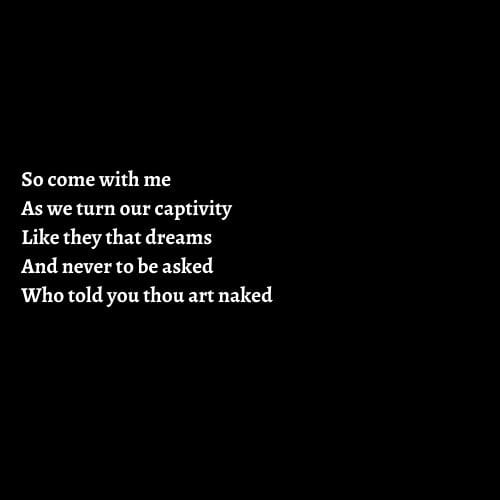 So come with me
As we turn our captivity
Like they that dreams
And never to be asked
Who told you thou art naked